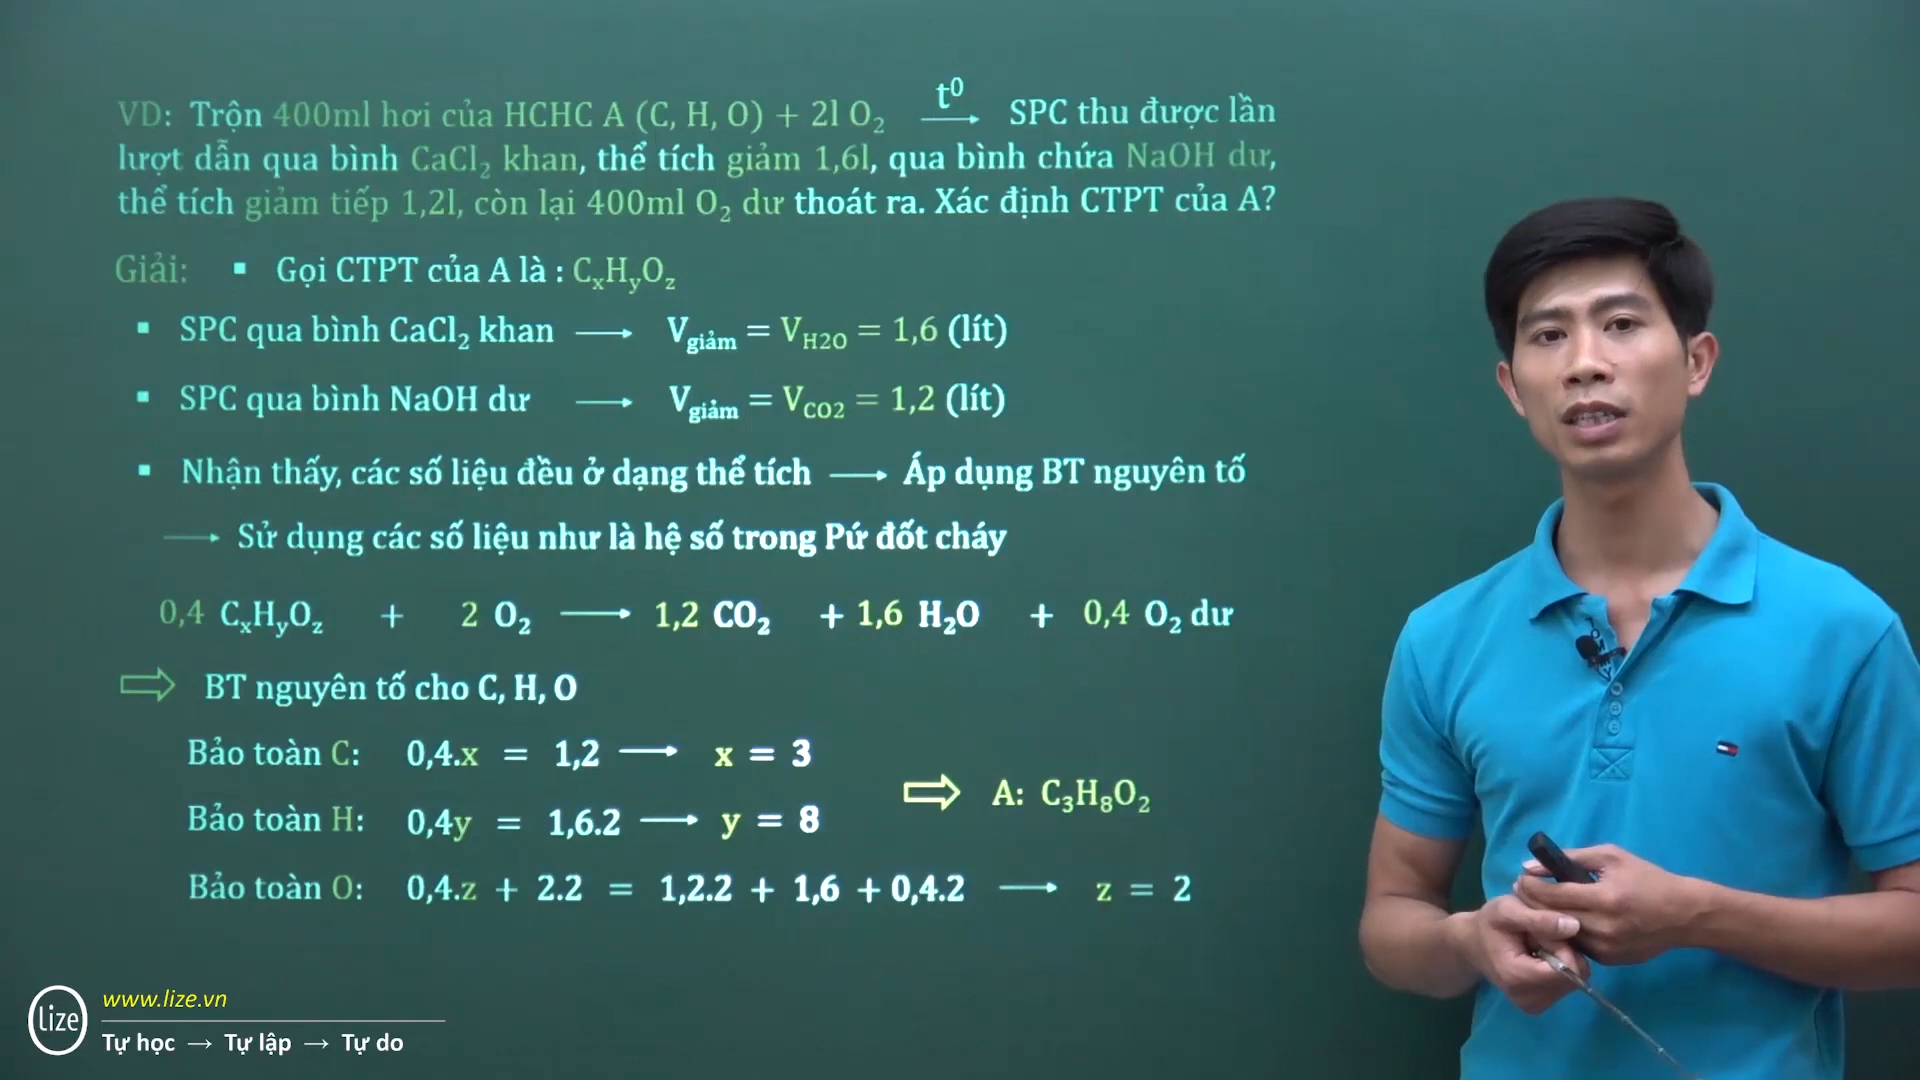 VD: Trộn 400ml hơi của HCHC A (C, H, O) + 2l O₂ —t⁰→ SPC thu được lần
lượt dẫn qua bình CaCl₂ khan, thể tích giảm 1,6l, qua bình chứa NaOH dư,
thể tích giảm tiếp 1,2l, còn lại 400ml O₂ dư thoát ra. Xác định CTPT của A?
Giải: ▪ Gọi CTPT của A là : CₓHᵧO_z
▪ SPC qua bình CaCl₂ khan ⟶ V_giảm = V_H2O = 1,6 (lít)
▪ SPC qua bình NaOH dư ⟶ V_giảm = V_CO2 = 1,2 (lít)
▪ Nhận thấy, các số liệu đều ở dạng thể tích ⟶ Áp dụng BT nguyên tố
⟶ Sử dụng các số liệu như là hệ số trong Pứ đốt cháy
0,4 CₓHᵧO_z + 2 O₂ ⟶ 1,2 CO₂ + 1,6 H₂O + 0,4 O₂ dư
⇨ BT nguyên tố cho C, H, O
Bảo toàn C: 0,4.x = 1,2 ⟶ x = 3
Bảo toàn H: 0,4y = 1,6.2 ⟶ y = 8
⇨ A: C₃H₈O₂
Bảo toàn O: 0,4.z + 2.2 = 1,2.2 + 1,6 + 0,4.2 ⟶ z = 2
lize
www.lize.vn
Tự học → Tự lập → Tự do